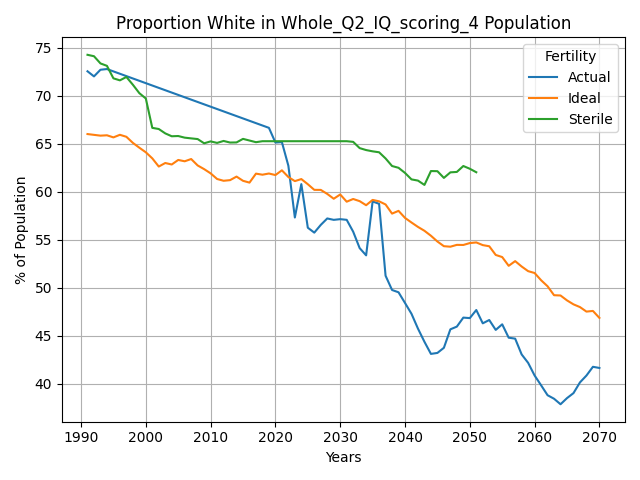 Proportion White in Whole_Q2_IQ_scoring_4 Population
Fertility
Actual
Ideal
Sterile
% of Population
75
70
65
60
55
50
45
40
1990 2000 2010 2020 2030 2040 2050 2060 2070
Years